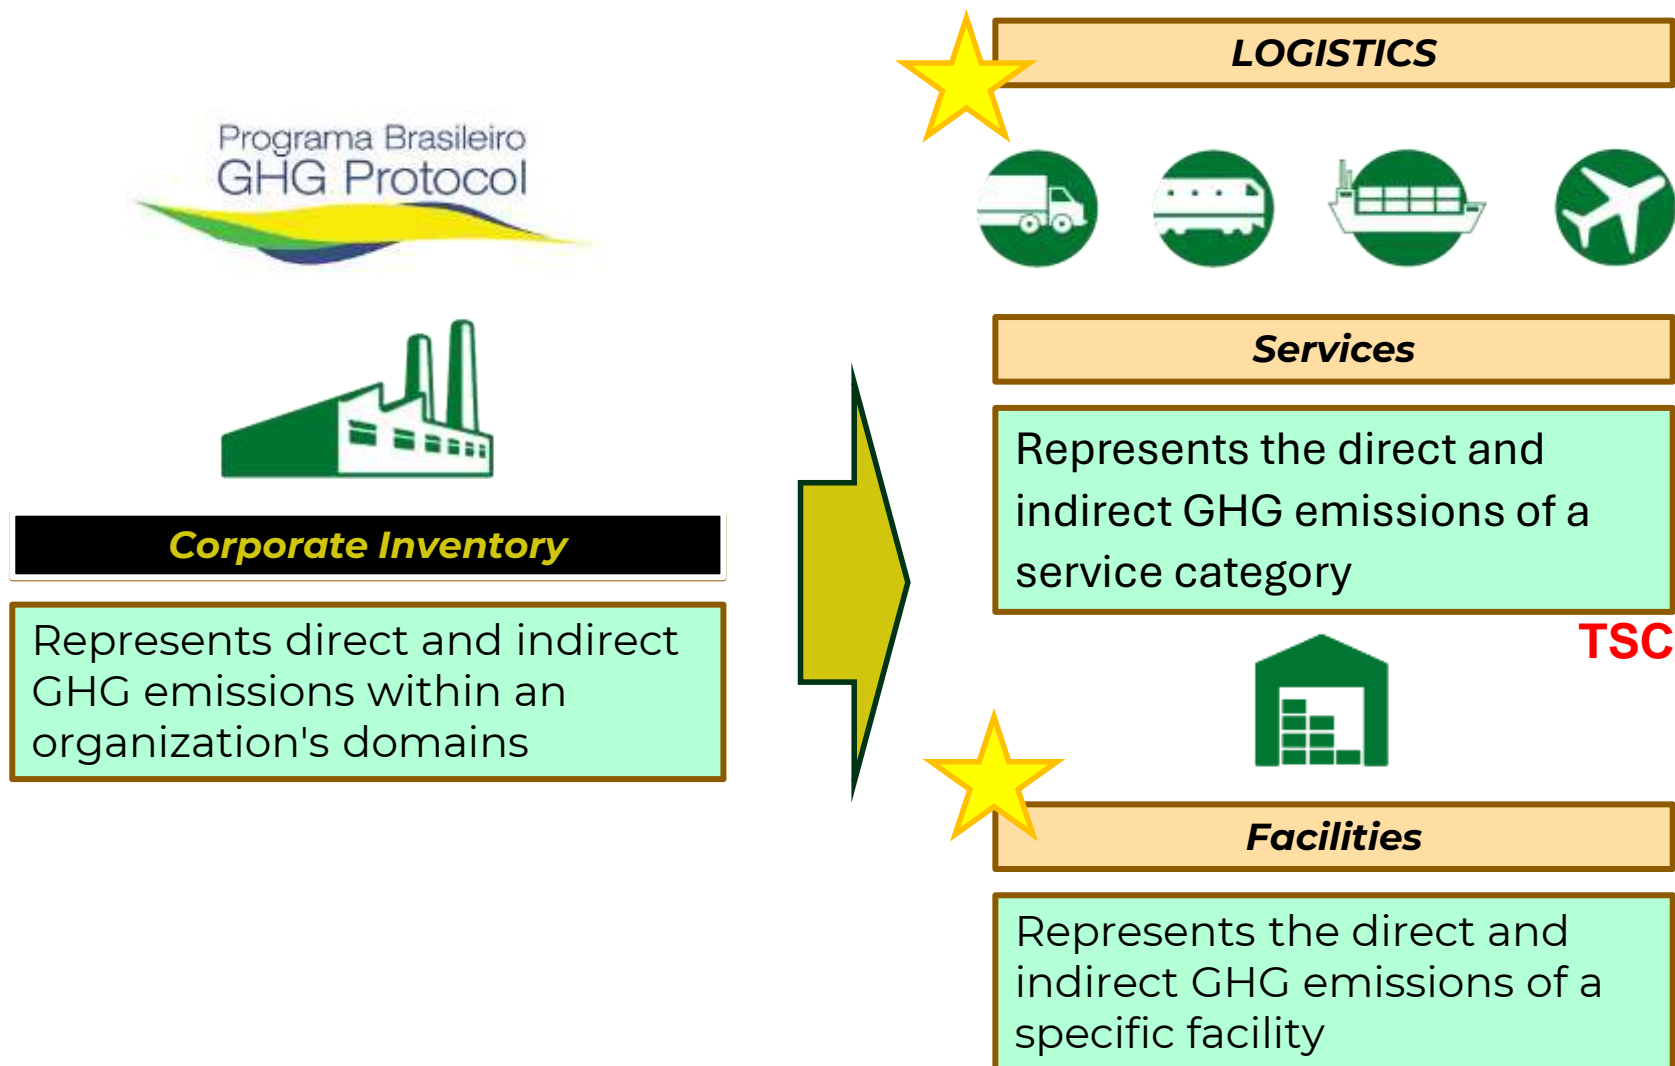 Programa Brasileiro
GHG Protocol
Corporate Inventory
Represents direct and indirect
GHG emissions within an
organization's domains
LOGISTICS
Services
Represents the direct and
indirect GHG emissions of a
service category
TSC
Facilities
Represents the direct and
indirect GHG emissions of a
specific facility